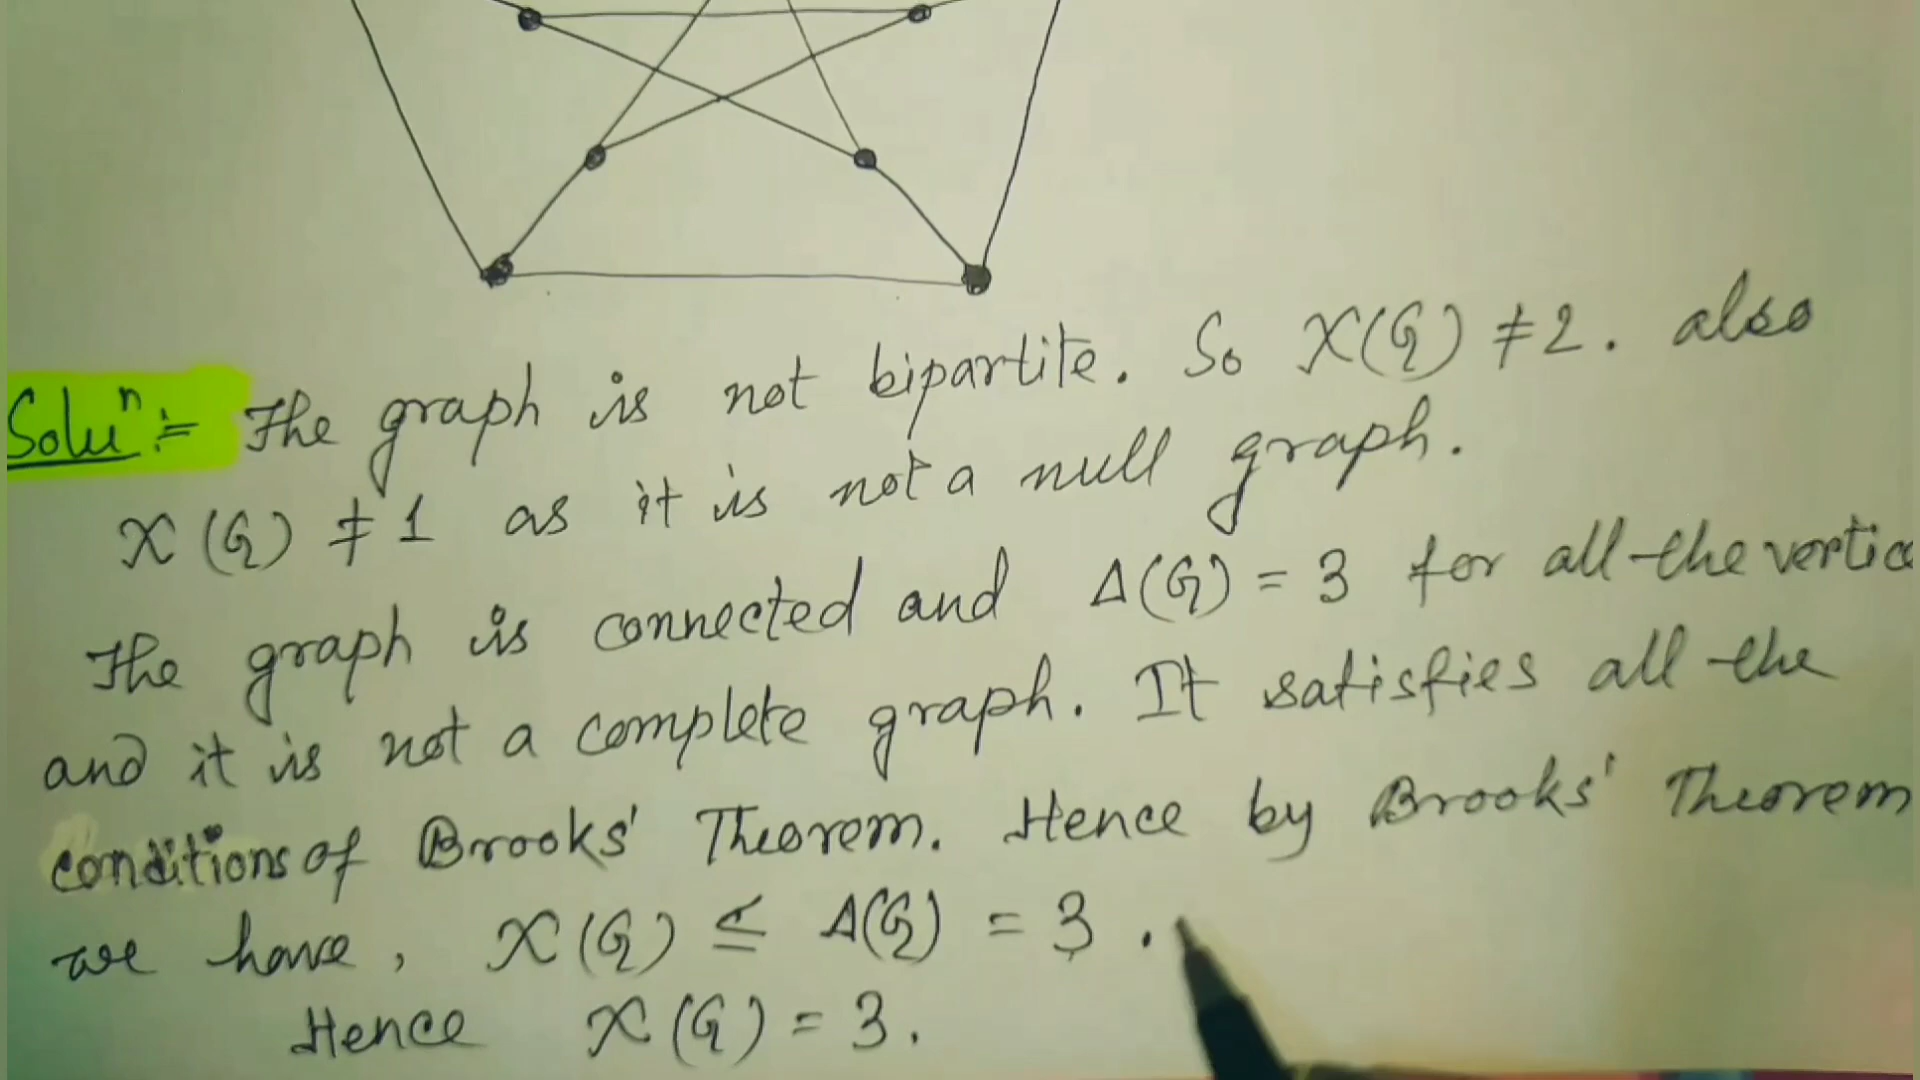 Soluⁿ:- The graph is not bipartite. So χ(G) ≠ 2. also
χ(G) ≠ 1 as it is not a null graph.
The graph is connected and Δ(G) = 3 for all the vertice
and it is not a complete graph. It satisfies all the
conditions of Brooks' Theorem. Hence by Brooks' Theorem
we have, χ(G) ≤ Δ(G) = 3.
Hence χ(G) = 3.